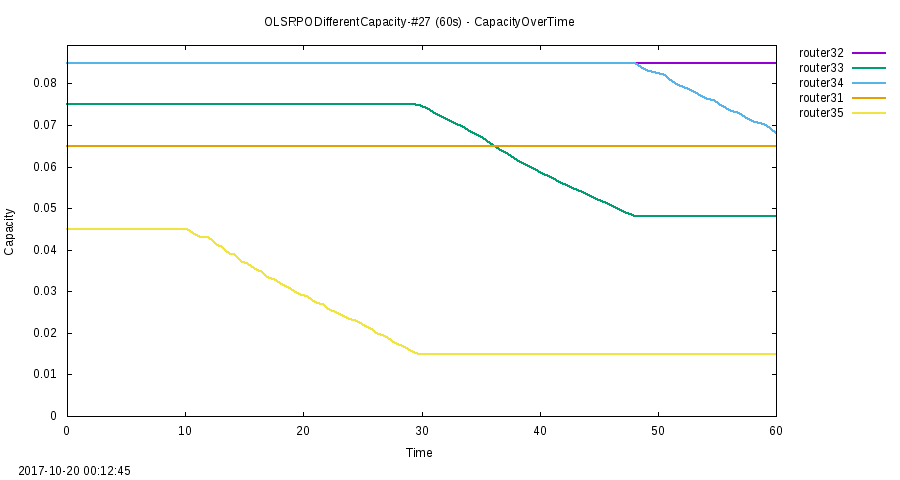 OLSRPODifferentCapacity-#27 (60s) - CapacityOverTime
router32
router33
router34
router31
router35
0.08
0.07
0.06
0.05
0.04
0.03
0.02
0.01
0
Capacity
0 10 20 30 40 50 60
Time
2017-10-20 00:12:45